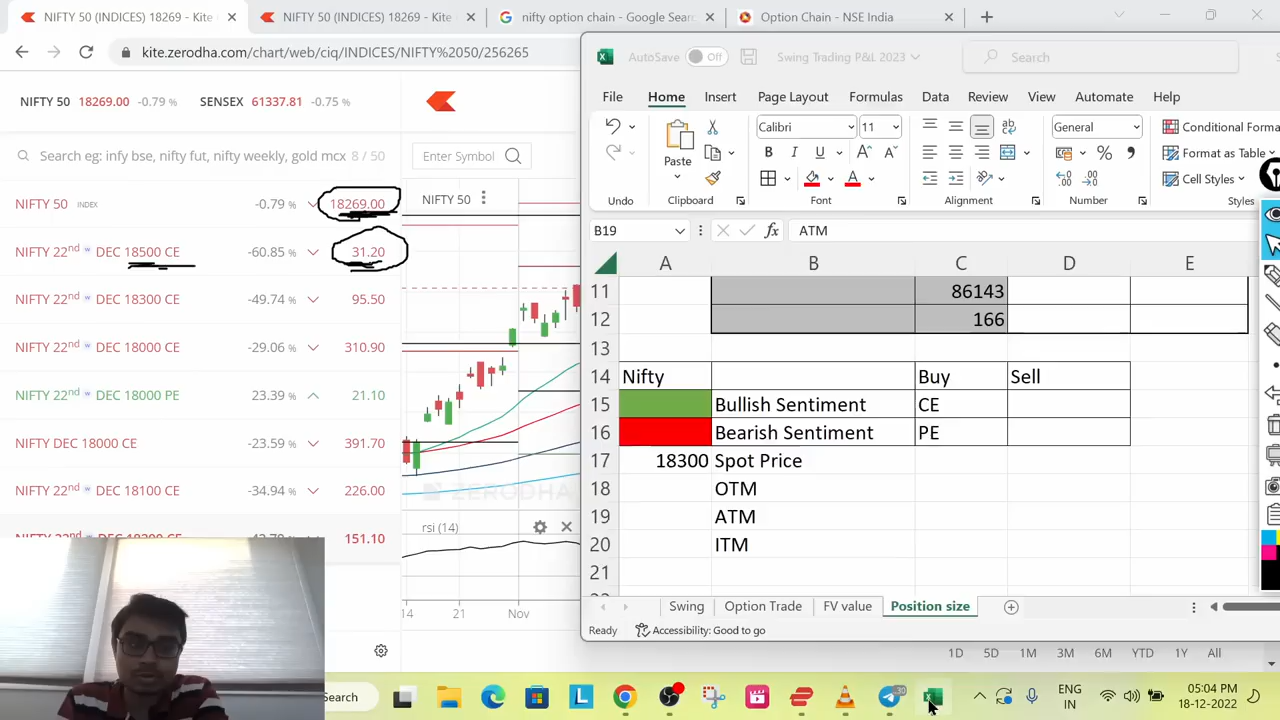 NIFTY 50 (INDICES) 18269 - Kite
NIFTY 50 (INDICES) 18269 - Kite
nifty option chain - Google Sear
Option Chain - NSE India
kite.zerodha.com/chart/web/ciq/INDICES/NIFTY%2050/256265
AutoSave Off Swing Trading P&L 2023 Search
NIFTY 50 18269.00 -0.79 % SENSEX 61337.81 -0.75 %
File Home Insert Page Layout Formulas Data Review View Automate Help
Calibri 11 General Conditional Forma
Search eg: infy bse, nifty fut, nifty weekly, gold mcx 8 / 50
Enter Symbol
Paste B I U Format as Table
Cell Styles
Undo Clipboard Font Alignment Number Styles
NIFTY 50 INDEX -0.79 % 18269.00
NIFTY 50
B19 fx ATM
NIFTY 22nd w DEC 18500 CE -60.85 % 31.20
NIFTY 22nd w DEC 18300 CE -49.74 % 95.50
NIFTY 22nd w DEC 18000 CE -29.06 % 310.90
NIFTY 22nd w DEC 18000 PE 23.39 % 21.10
NIFTY DEC 18000 CE -23.59 % 391.70
NIFTY 22nd w DEC 18100 CE -34.94 % 226.00
151.10
ZERODHA
rsi (14)
14 21 Nov
A B C D E
11 86143
12 166
13
14 Nifty Buy Sell
15 Bullish Sentiment CE
16 Bearish Sentiment PE
17 18300 Spot Price
18 OTM
19 ATM
20 ITM
21
Swing Option Trade FV value Position size
Ready Accessibility: Good to go
1D 5D 1M 3M 6M YTD 1Y 5Y All
Search
ENG
IN
05:04 PM
18-12-2022